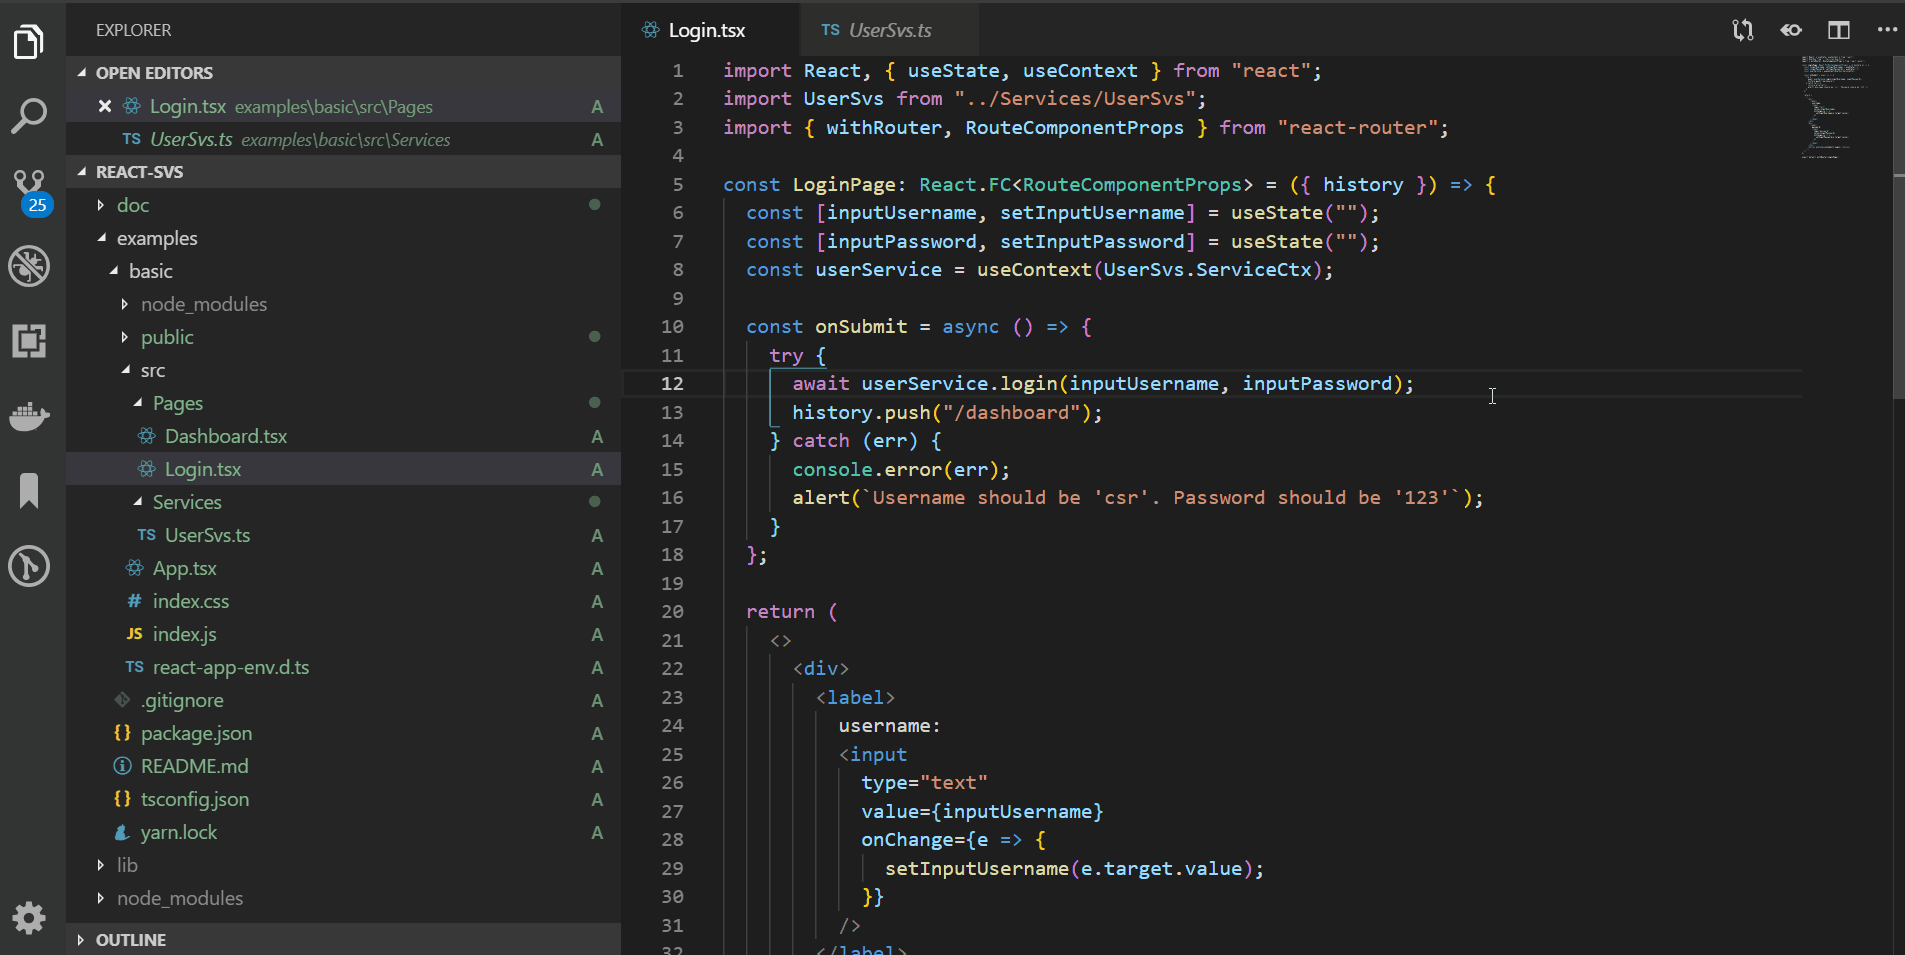 EXPLORER
OPEN EDITORS
Login.tsx examples\basic\src\Pages A
TS UserSvs.ts examples\basic\src\Services A
REACT-SVS
25
doc
examples
basic
node_modules
public
src
Pages
Dashboard.tsx A
Login.tsx A
Services
TS UserSvs.ts A
App.tsx A
# index.css A
JS index.js A
TS react-app-env.d.ts A
.gitignore A
{} package.json A
README.md A
{} tsconfig.json A
yarn.lock A
lib
node_modules
OUTLINE
Login.tsx TS UserSvs.ts
1 import React, { useState, useContext } from "react";
2 import UserSvs from "../Services/UserSvs";
3 import { withRouter, RouteComponentProps } from "react-router";
4
5 const LoginPage: React.FC<RouteComponentProps> = ({ history }) => {
6 const [inputUsername, setInputUsername] = useState("");
7 const [inputPassword, setInputPassword] = useState("");
8 const userService = useContext(UserSvs.ServiceCtx);
9
10 const onSubmit = async () => {
11 try {
12 await userService.login(inputUsername, inputPassword);
13 history.push("/dashboard");
14 } catch (err) {
15 console.error(err);
16 alert(`Username should be 'csr'. Password should be '123'`);
17 }
18 };
19
20 return (
21 <>
22 <div>
23 <label>
24 username:
25 <input
26 type="text"
27 value={inputUsername}
28 onChange={e => {
29 setInputUsername(e.target.value);
30 }}
31 />
32 </label>